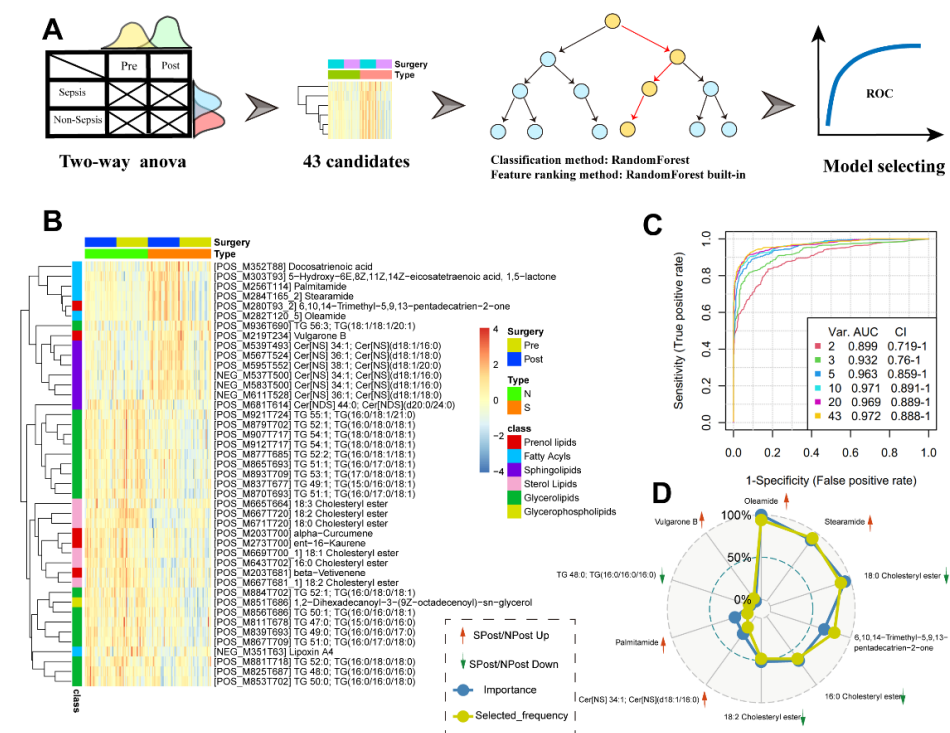 A
Pre
Post
Sepsis
Non-Sepsis
Two-way anova
Surgery
Type
43 candidates
Classification method: RandomForest
Feature ranking method: RandomForest built-in
ROC
Model selecting
B
Surgery
Type
[POS_M352T88] Docosatrienoic acid
[POS_M303T93] 5-Hydroxy-6E,8Z,11Z,14Z-eicosatetraenoic acid, 1,5-lactone
[POS_M256T114] Palmitamide
[POS_M284T165_2] Stearamide
[POS_M280T93_2] 6,10,14-Trimethyl-5,9,13-pentadecatrien-2-one
[POS_M282T120_5] Oleamide
[POS_M936T690] TG 56:3; TG(18:1/18:1/20:1)
[POS_M219T234] Vulgarone B
[POS_M539T493] Cer[NS] 34:1; Cer[NS](d18:1/16:0)
[POS_M567T524] Cer[NS] 36:1; Cer[NS](d18:1/18:0)
[POS_M595T552] Cer[NS] 38:1; Cer[NS](d18:1/20:0)
[NEG_M537T500] Cer[NS] 34:1; Cer[NS](d18:1/16:0)
[NEG_M583T500] Cer[NS] 34:1; Cer[NS](d18:1/16:0)
[NEG_M611T528] Cer[NS] 36:1; Cer[NS](d18:1/18:0)
[POS_M681T614] Cer[NDS] 44:0; Cer[NDS](d20:0/24:0)
[POS_M921T724] TG 55:1; TG(16:0/18:1/21:0)
[POS_M879T702] TG 52:1; TG(16:0/18:0/18:1)
[POS_M907T717] TG 54:1; TG(18:0/18:0/18:1)
[POS_M912T717] TG 54:1; TG(18:0/18:0/18:1)
[POS_M877T685] TG 52:2; TG(16:0/18:1/18:1)
[POS_M865T693] TG 51:1; TG(16:0/17:0/18:1)
[POS_M893T709] TG 53:1; TG(17:0/18:0/18:1)
[POS_M837T677] TG 49:1; TG(15:0/16:0/18:1)
[POS_M870T693] TG 51:1; TG(16:0/17:0/18:1)
[POS_M665T664] 18:3 Cholesteryl ester
[POS_M667T720] 18:2 Cholesteryl ester
[POS_M671T720] 18:0 Cholesteryl ester
[POS_M203T700] alpha-Curcumene
[POS_M273T700] ent-16-Kaurene
[POS_M669T700_1] 18:1 Cholesteryl ester
[POS_M643T702] 16:0 Cholesteryl ester
[POS_M203T681] beta-Vetivenene
[POS_M667T681_1] 18:2 Cholesteryl ester
[POS_M884T702] TG 52:1; TG(16:0/18:0/18:1)
[POS_M851T686] 1,2-Dihexadecanoyl-3-(9Z-octadecenoyl)-sn-glycerol
[POS_M856T686] TG 50:1; TG(16:0/16:0/18:1)
[POS_M811T678] TG 47:0; TG(15:0/16:0/16:0)
[POS_M839T693] TG 49:0; TG(16:0/16:0/17:0)
[POS_M867T709] TG 51:0; TG(16:0/17:0/18:0)
[NEG_M351T63] Lipoxin A4
[POS_M881T718] TG 52:0; TG(16:0/18:0/18:0)
[POS_M825T687] TG 48:0; TG(16:0/16:0/16:0)
[POS_M853T702] TG 50:0; TG(16:0/16:0/18:0)
class
4
2
0
−2
−4
Surgery
Pre
Post
Type
N
S
class
Prenol lipids
Fatty Acyls
Sphingolipids
Sterol Lipids
Glycerolipids
Glycerophospholipids
SPost/NPost Up
SPost/NPost Down
Importance
Selected_frequency
C
Sensitivity (True positive rate)
1.0
0.8
0.6
0.4
0.2
0.0
Var. AUC CI
2 0.899 0.719-1
3 0.932 0.76-1
5 0.963 0.859-1
10 0.971 0.891-1
20 0.969 0.889-1
43 0.972 0.888-1
0.0 0.2 0.4 0.6 0.8 1.0
1-Specificity (False positive rate)
D
Oleamide
100%
50%
0%
Stearamide
18:0 Cholesteryl ester
6,10,14-Trimethyl-5,9,13-
pentadecatrien-2-one
16:0 Cholesteryl ester
18:2 Cholesteryl ester
Cer[NS] 34:1; Cer[NS](d18:1/16:0)
Palmitamide
TG 48:0; TG(16:0/16:0/16:0)
Vulgarone B